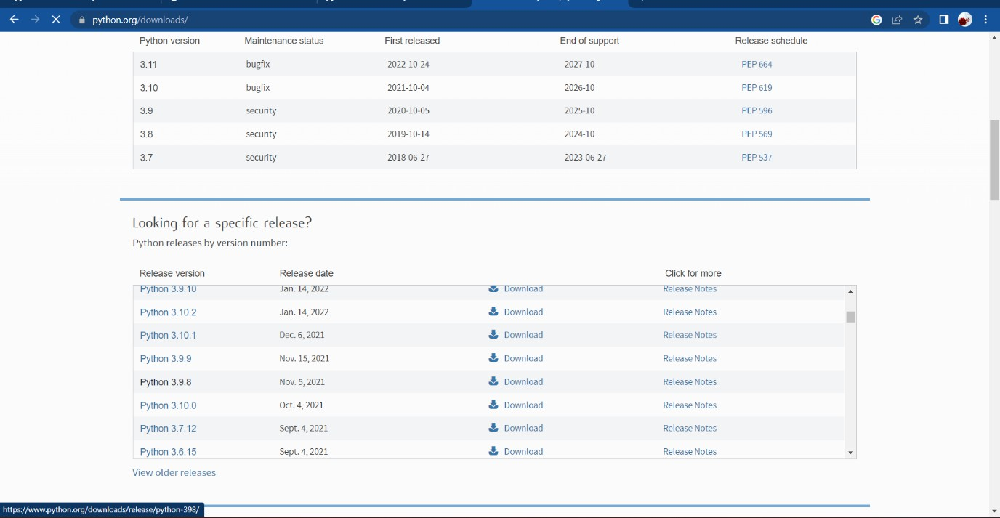 python.org/downloads/
Python version Maintenance status First released End of support Release schedule
3.11 bugfix 2022-10-24 2027-10 PEP 664
3.10 bugfix 2021-10-04 2026-10 PEP 619
3.9 security 2020-10-05 2025-10 PEP 596
3.8 security 2019-10-14 2024-10 PEP 569
3.7 security 2018-06-27 2023-06-27 PEP 537
Looking for a specific release?
Python releases by version number:
Release version Release date Click for more
Python 3.9.10 Jan. 14, 2022 Download Release Notes
Python 3.10.2 Jan. 14, 2022 Download Release Notes
Python 3.10.1 Dec. 6, 2021 Download Release Notes
Python 3.9.9 Nov. 15, 2021 Download Release Notes
Python 3.9.8 Nov. 5, 2021 Download Release Notes
Python 3.10.0 Oct. 4, 2021 Download Release Notes
Python 3.7.12 Sept. 4, 2021 Download Release Notes
Python 3.6.15 Sept. 4, 2021 Download Release Notes
View older releases
https://www.python.org/downloads/release/python-398/